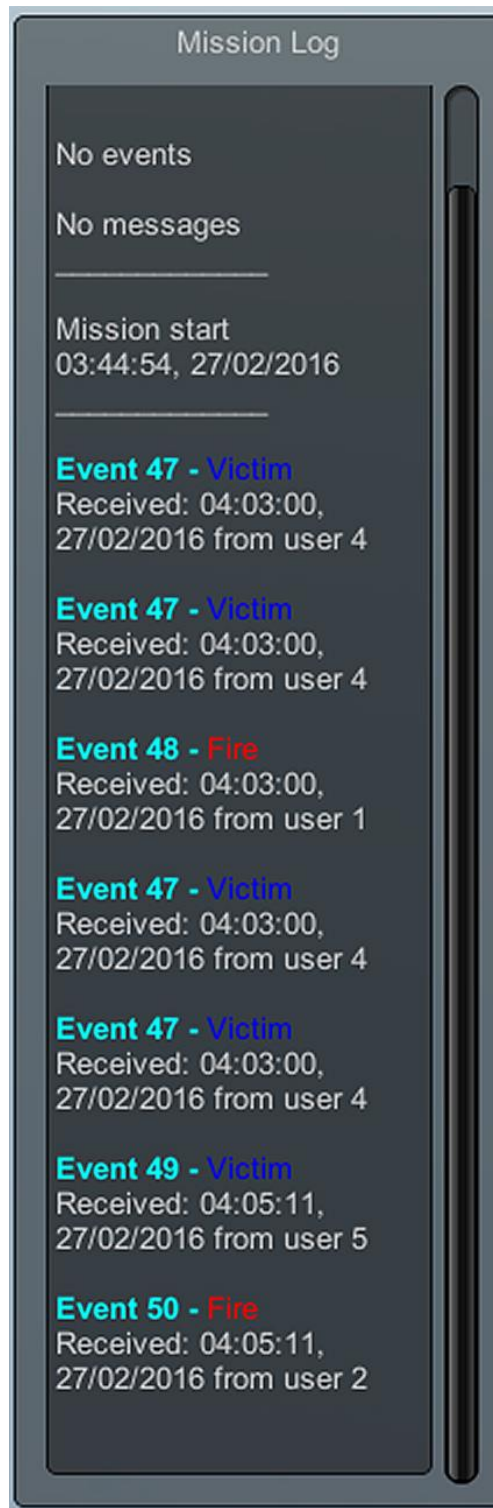 Mission Log
No events
No messages
_____________
Mission start
03:44:54, 27/02/2016
_____________
Event 47 - Victim
Received: 04:03:00,
27/02/2016 from user 4
Event 47 - Victim
Received: 04:03:00,
27/02/2016 from user 4
Event 48 - Fire
Received: 04:03:00,
27/02/2016 from user 1
Event 47 - Victim
Received: 04:03:00,
27/02/2016 from user 4
Event 47 - Victim
Received: 04:03:00,
27/02/2016 from user 4
Event 49 - Victim
Received: 04:05:11,
27/02/2016 from user 5
Event 50 - Fire
Received: 04:05:11,
27/02/2016 from user 2